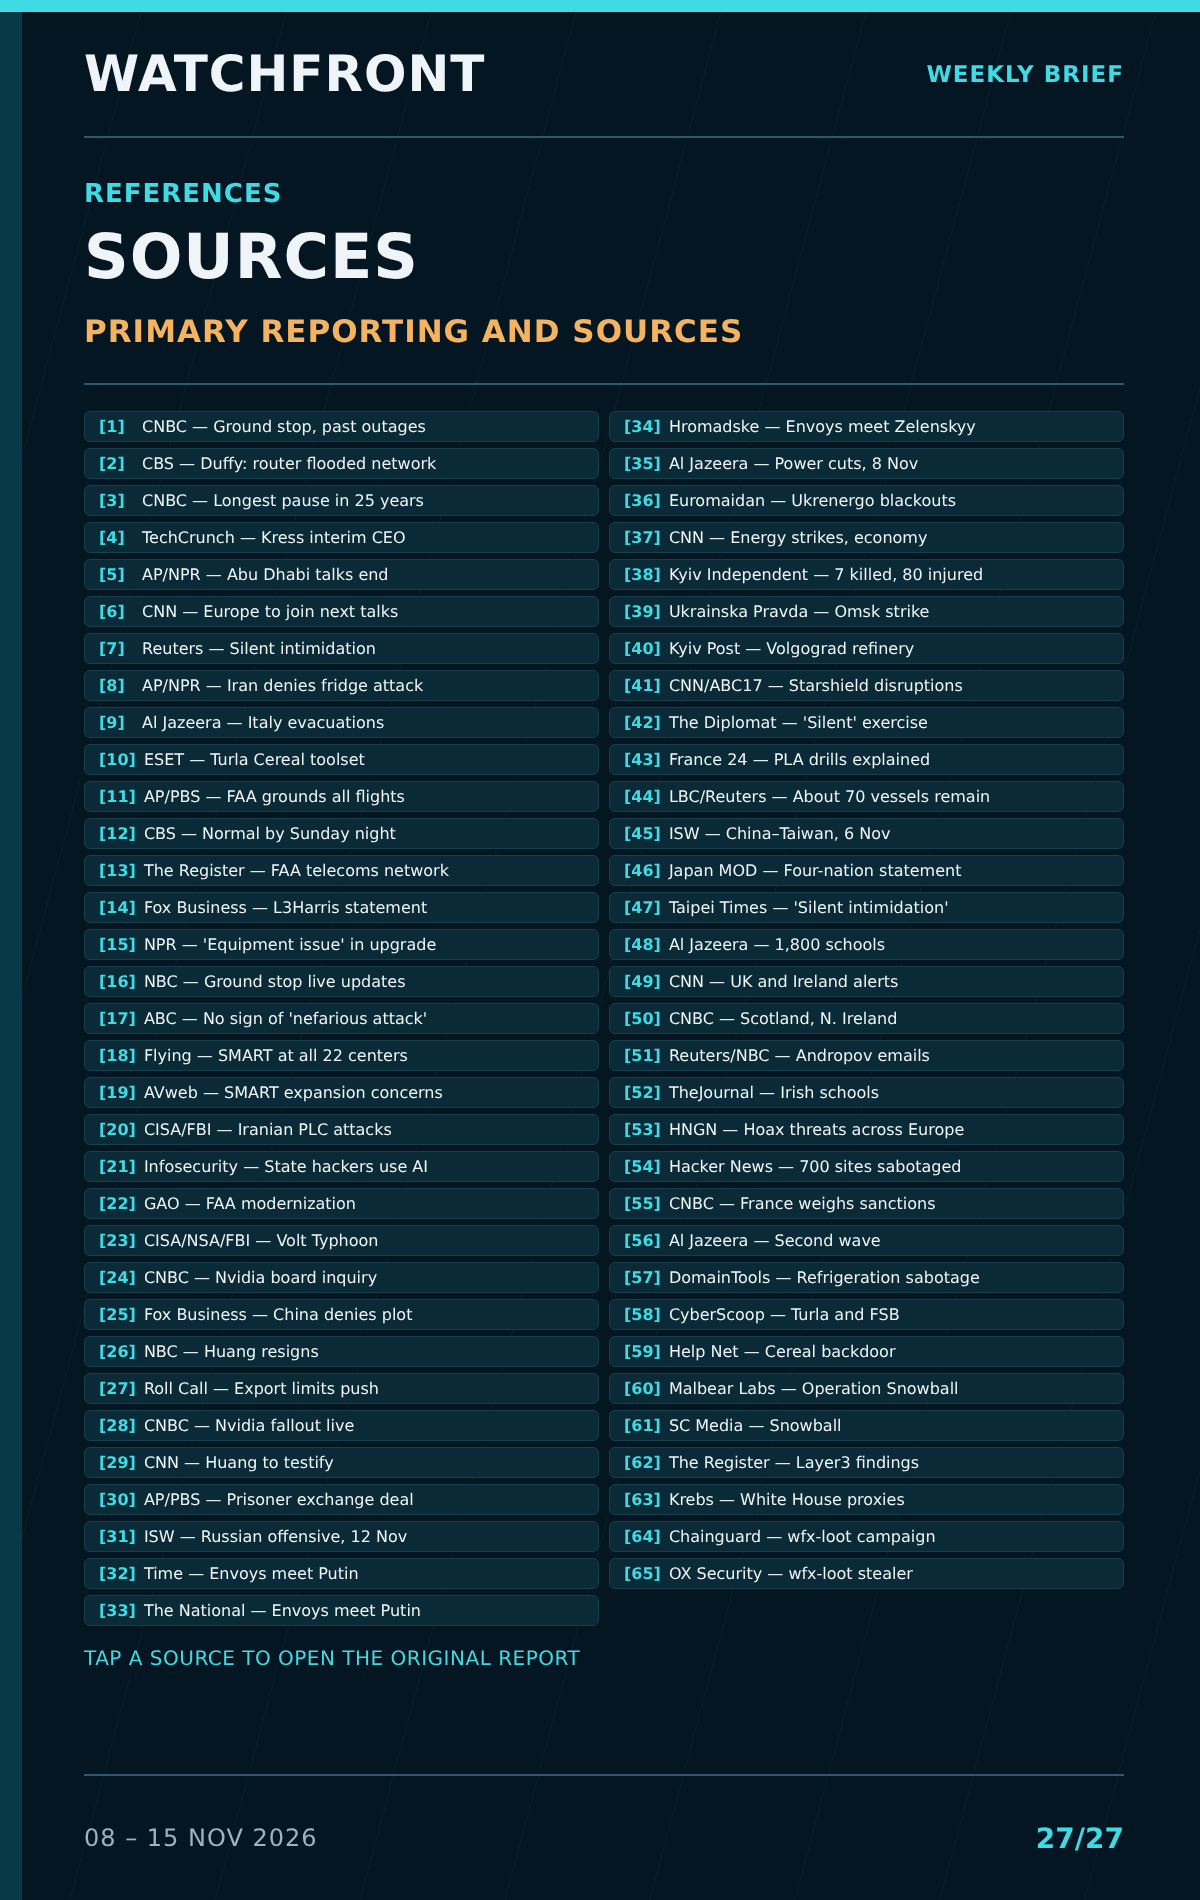 WATCHFRONT
WEEKLY BRIEF
REFERENCES
SOURCES
PRIMARY REPORTING AND SOURCES
[1] CNBC — Ground stop, past outages
[2] CBS — Duffy: router flooded network
[3] CNBC — Longest pause in 25 years
[4] TechCrunch — Kress interim CEO
[5] AP/NPR — Abu Dhabi talks end
[6] CNN — Europe to join next talks
[7] Reuters — Silent intimidation
[8] AP/NPR — Iran denies fridge attack
[9] Al Jazeera — Italy evacuations
[10] ESET — Turla Cereal toolset
[11] AP/PBS — FAA grounds all flights
[12] CBS — Normal by Sunday night
[13] The Register — FAA telecoms network
[14] Fox Business — L3Harris statement
[15] NPR — 'Equipment issue' in upgrade
[16] NBC — Ground stop live updates
[17] ABC — No sign of 'nefarious attack'
[18] Flying — SMART at all 22 centers
[19] AVweb — SMART expansion concerns
[20] CISA/FBI — Iranian PLC attacks
[21] Infosecurity — State hackers use AI
[22] GAO — FAA modernization
[23] CISA/NSA/FBI — Volt Typhoon
[24] CNBC — Nvidia board inquiry
[25] Fox Business — China denies plot
[26] NBC — Huang resigns
[27] Roll Call — Export limits push
[28] CNBC — Nvidia fallout live
[29] CNN — Huang to testify
[30] AP/PBS — Prisoner exchange deal
[31] ISW — Russian offensive, 12 Nov
[32] Time — Envoys meet Putin
[33] The National — Envoys meet Putin
[34] Hromadske — Envoys meet Zelenskyy
[35] Al Jazeera — Power cuts, 8 Nov
[36] Euromaidan — Ukrenergo blackouts
[37] CNN — Energy strikes, economy
[38] Kyiv Independent — 7 killed, 80 injured
[39] Ukrainska Pravda — Omsk strike
[40] Kyiv Post — Volgograd refinery
[41] CNN/ABC17 — Starshield disruptions
[42] The Diplomat — 'Silent' exercise
[43] France 24 — PLA drills explained
[44] LBC/Reuters — About 70 vessels remain
[45] ISW — China–Taiwan, 6 Nov
[46] Japan MOD — Four-nation statement
[47] Taipei Times — 'Silent intimidation'
[48] Al Jazeera — 1,800 schools
[49] CNN — UK and Ireland alerts
[50] CNBC — Scotland, N. Ireland
[51] Reuters/NBC — Andropov emails
[52] TheJournal — Irish schools
[53] HNGN — Hoax threats across Europe
[54] Hacker News — 700 sites sabotaged
[55] CNBC — France weighs sanctions
[56] Al Jazeera — Second wave
[57] DomainTools — Refrigeration sabotage
[58] CyberScoop — Turla and FSB
[59] Help Net — Cereal backdoor
[60] Malbear Labs — Operation Snowball
[61] SC Media — Snowball
[62] The Register — Layer3 findings
[63] Krebs — White House proxies
[64] Chainguard — wfx-loot campaign
[65] OX Security — wfx-loot stealer
TAP A SOURCE TO OPEN THE ORIGINAL REPORT
08 – 15 NOV 2026
27/27